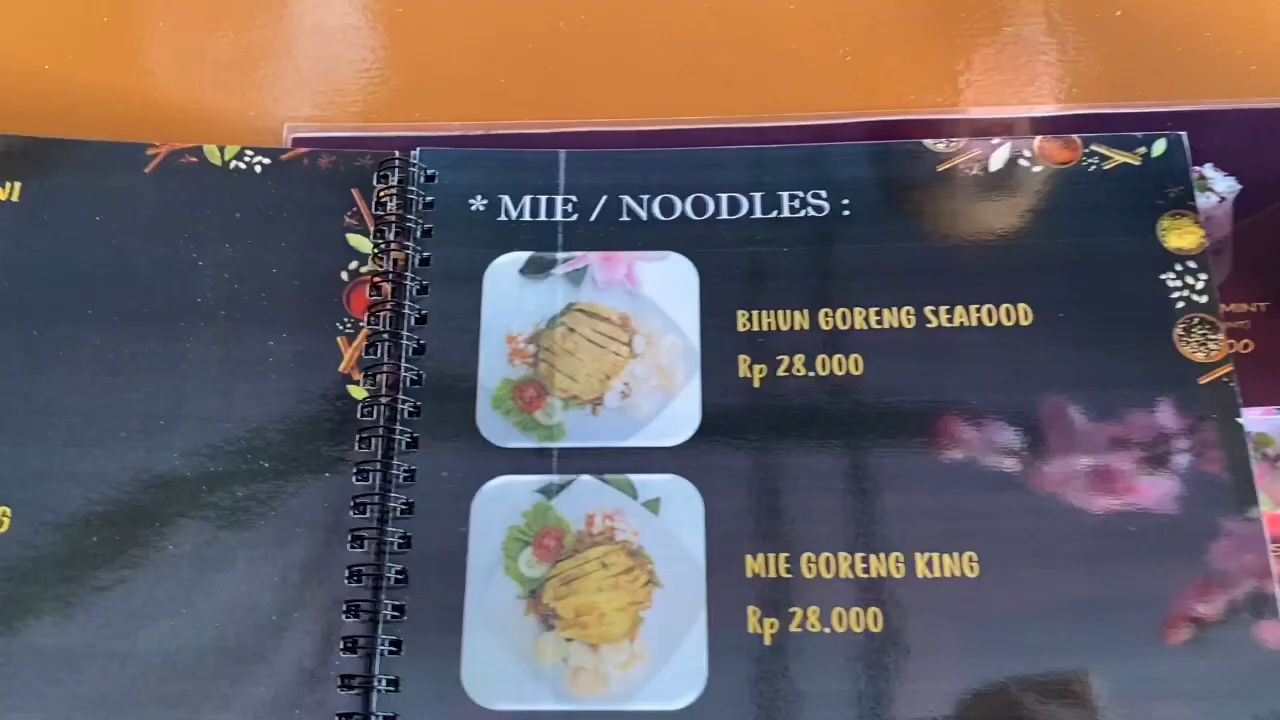 * MIE / NOODLES :
BIHUN GORENG SEAFOOD
Rp 28.000
MIE GORENG KING
Rp 28.000